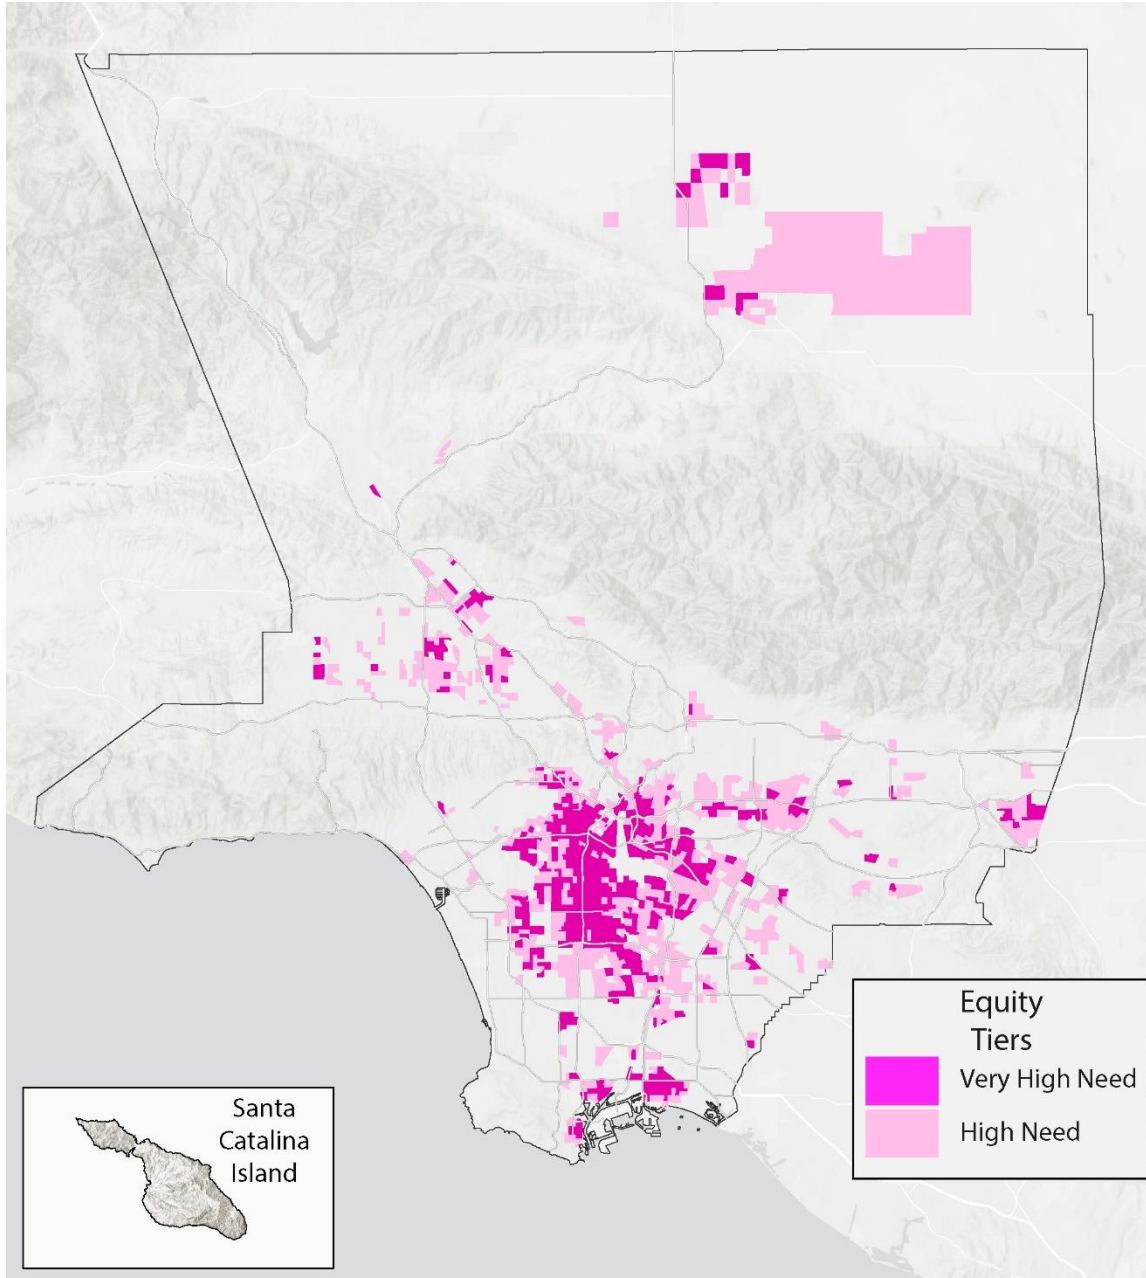 Equity
Tiers
Very High Need
High Need
Santa
Catalina
Island